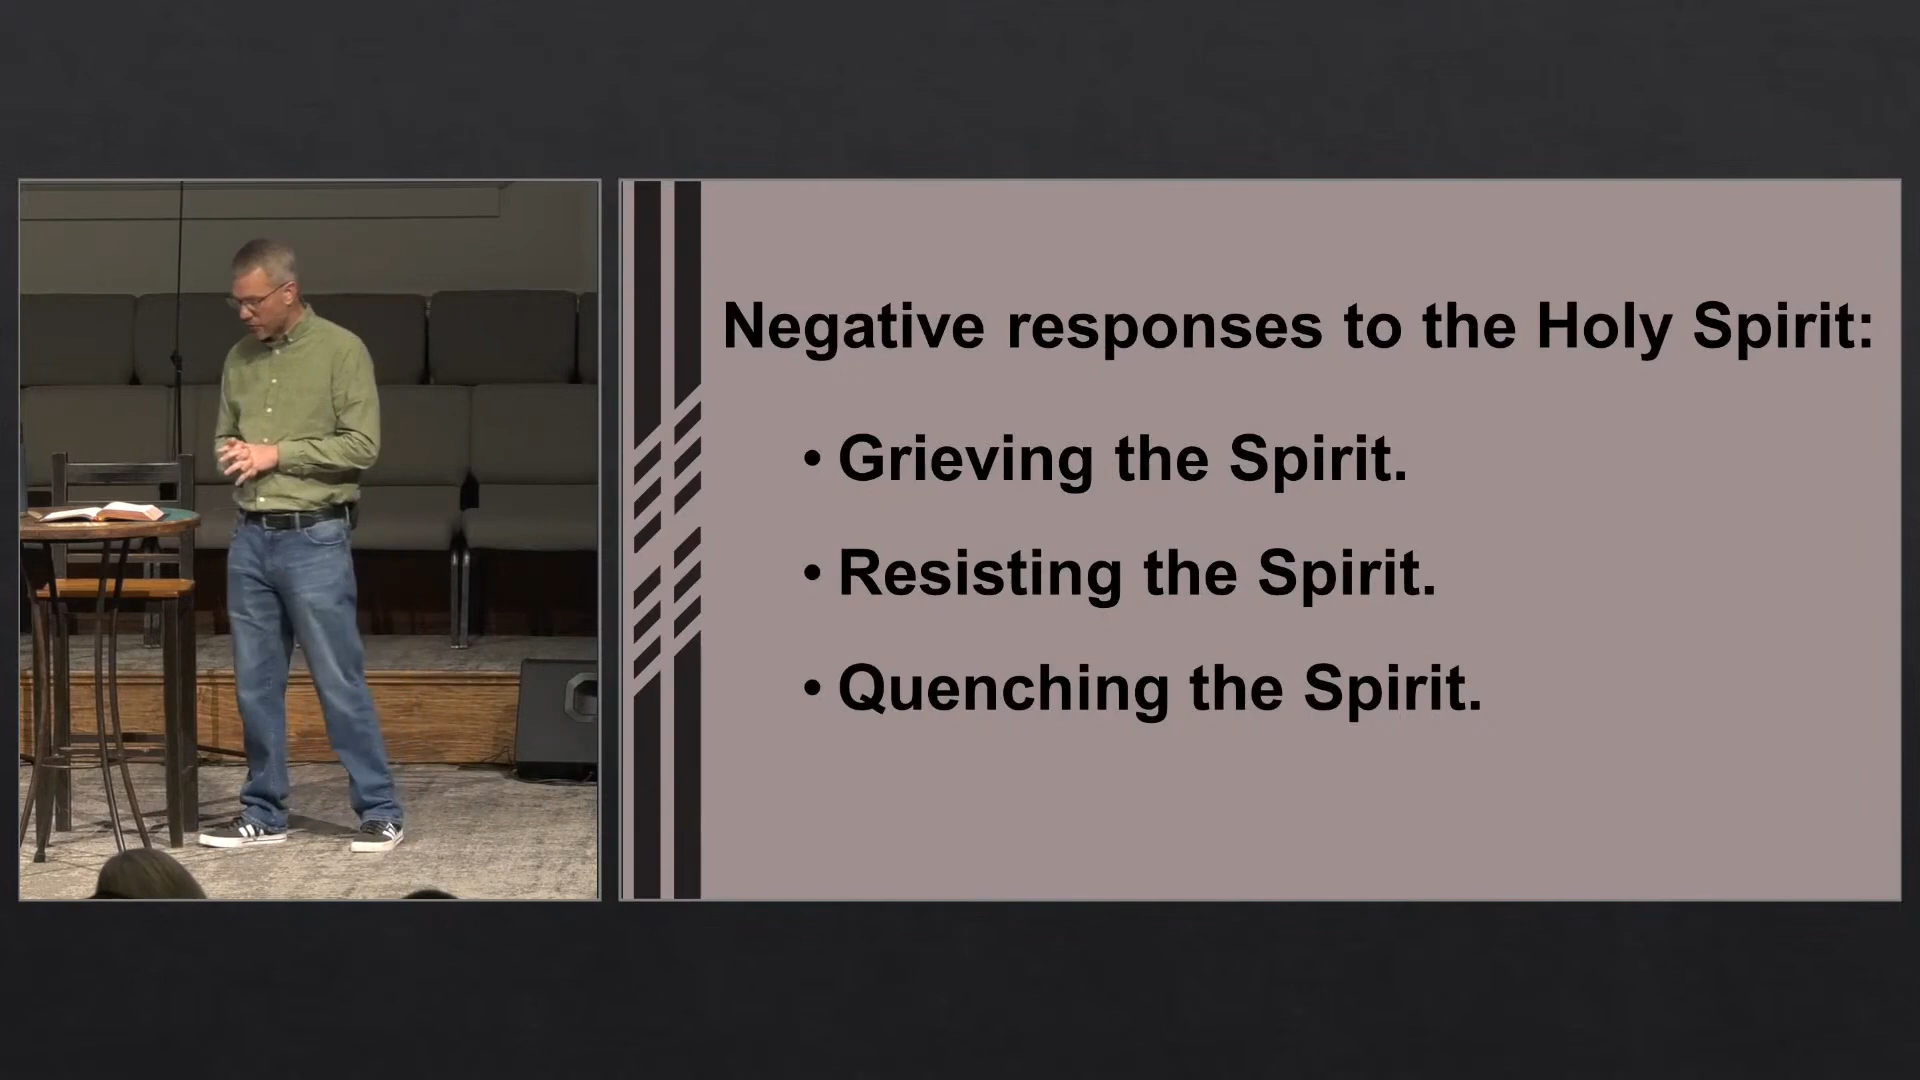 Negative responses to the Holy Spirit:
• Grieving the Spirit.
• Resisting the Spirit.
• Quenching the Spirit.